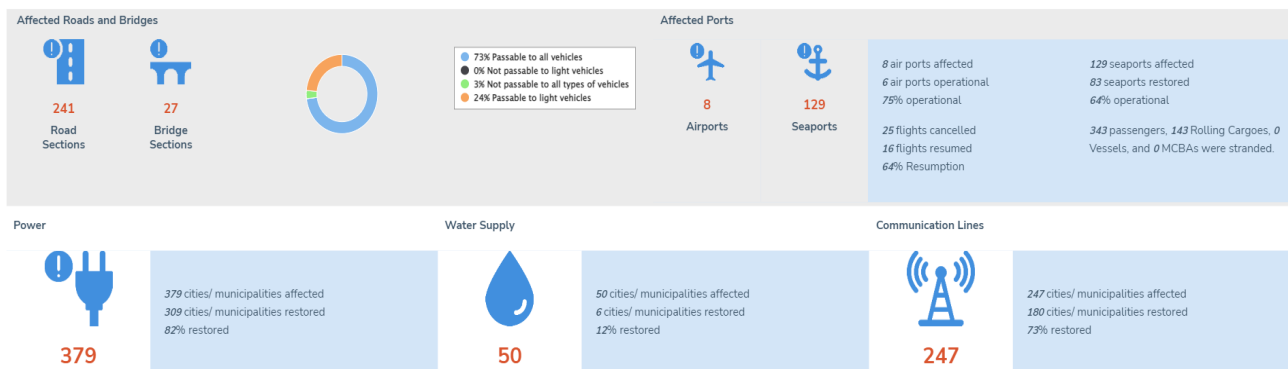 Affected Roads and Bridges
241
Road
Sections
27
Bridge
Sections
73% Passable to all vehicles
0% Not passable to light vehicles
3% Not passable to all types of vehicles
24% Passable to light vehicles
Affected Ports
8
Airports
129
Seaports
8 air ports affected
6 air ports operational
75% operational
25 flights cancelled
16 flights resumed
64% Resumption
129 seaports affected
83 seaports restored
64% operational
343 passengers, 143 Rolling Cargoes, 0
Vessels, and 0 MCBAs were stranded.
Power
379
379 cities/ municipalities affected
309 cities/ municipalities restored
82% restored
Water Supply
50
50 cities/ municipalities affected
6 cities/ municipalities restored
12% restored
Communication Lines
247
247 cities/ municipalities affected
180 cities/ municipalities restored
73% restored